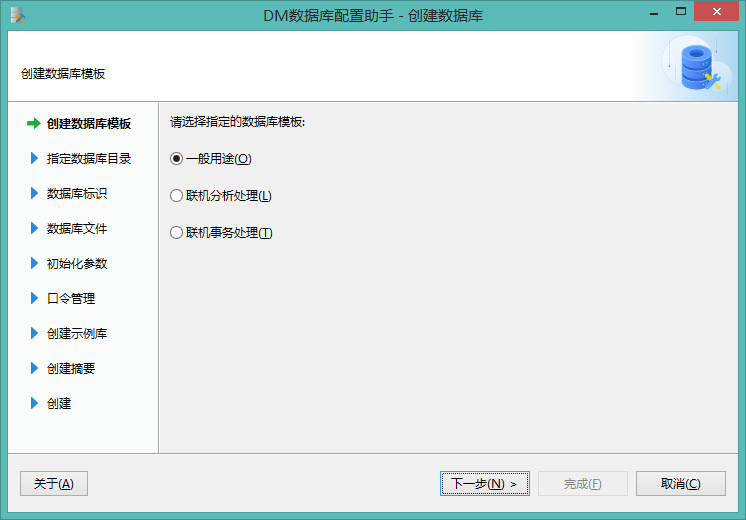 DM数据库配置助手 - 创建数据库
创建数据库模板
创建数据库模板
指定数据库目录
数据库标识
数据库文件
初始化参数
口令管理
创建示例库
创建摘要
创建
请选择指定的数据库模板:
一般用途(O)
联机分析处理(L)
联机事务处理(T)
关于(A)
下一步(N) >
完成(F)
取消(C)